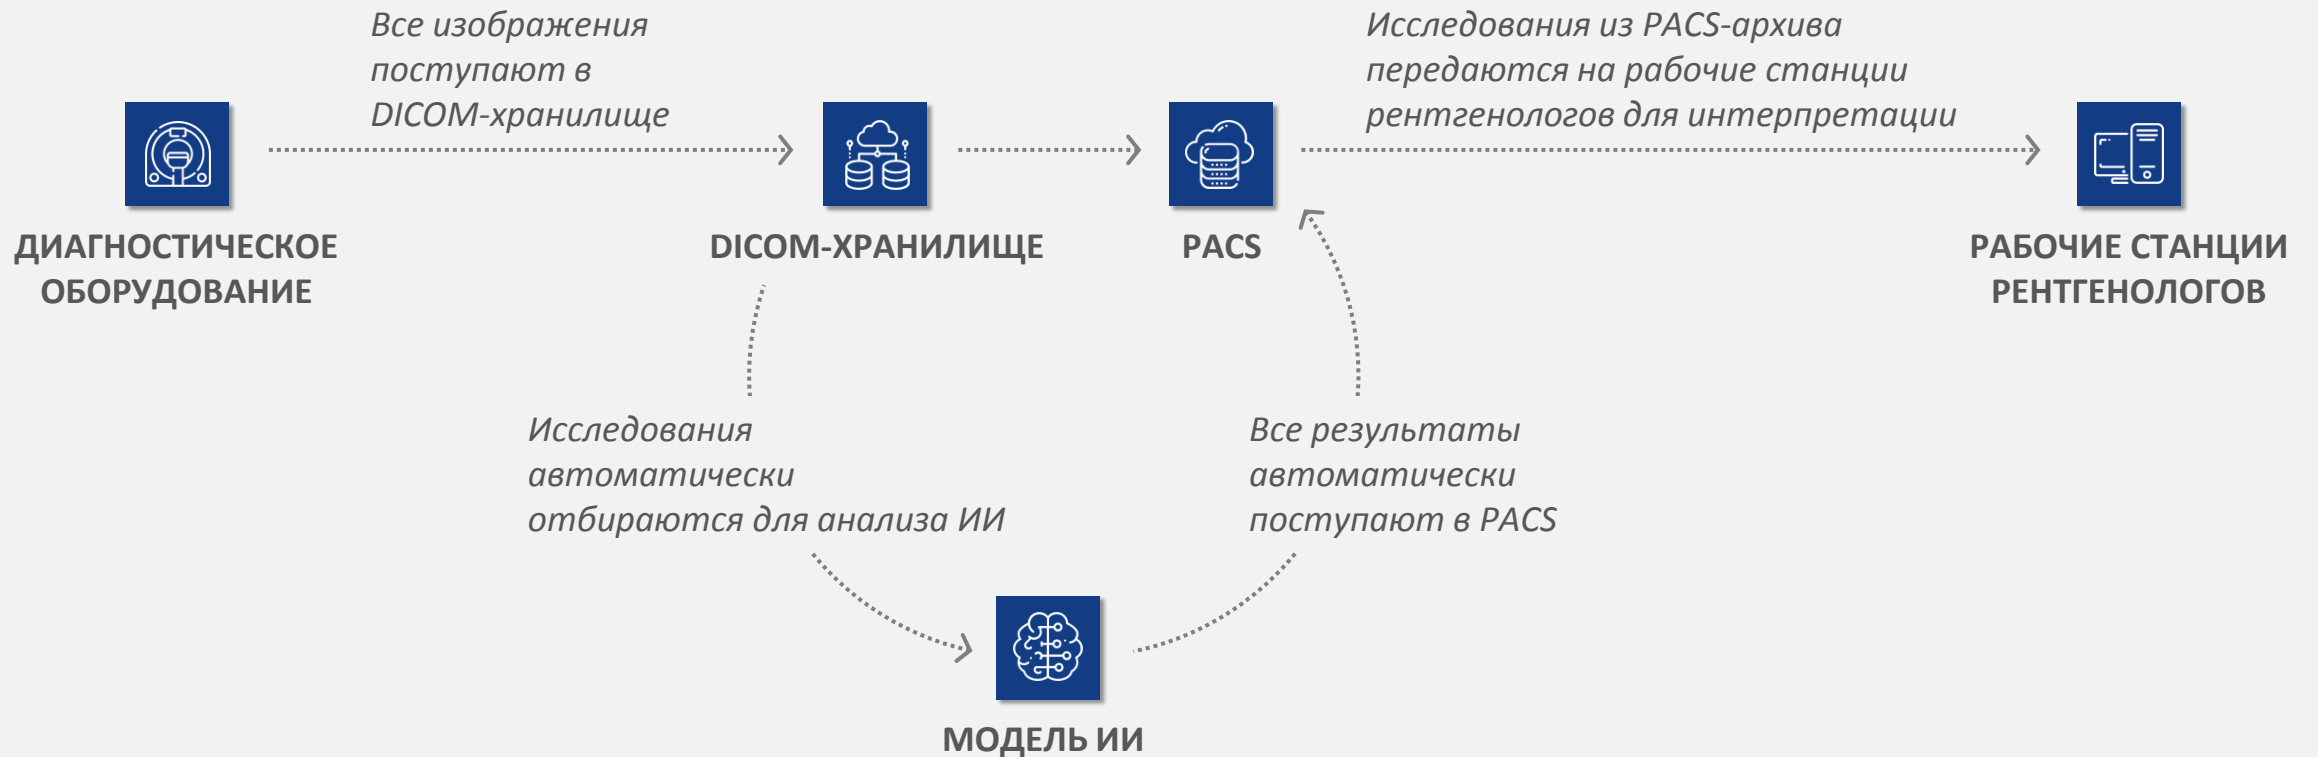 Все изображения
поступают в
DICOM-хранилище
Исследования из PACS-архива
передаются на рабочие станции
рентгенологов для интерпретации
ДИАГНОСТИЧЕСКОЕ
ОБОРУДОВАНИЕ
DICOM-ХРАНИЛИЩЕ
PACS
РАБОЧИЕ СТАНЦИИ
РЕНТГЕНОЛОГОВ
Исследования
автоматически
отбираются для анализа ИИ
Все результаты
автоматически
поступают в PACS
МОДЕЛЬ ИИ